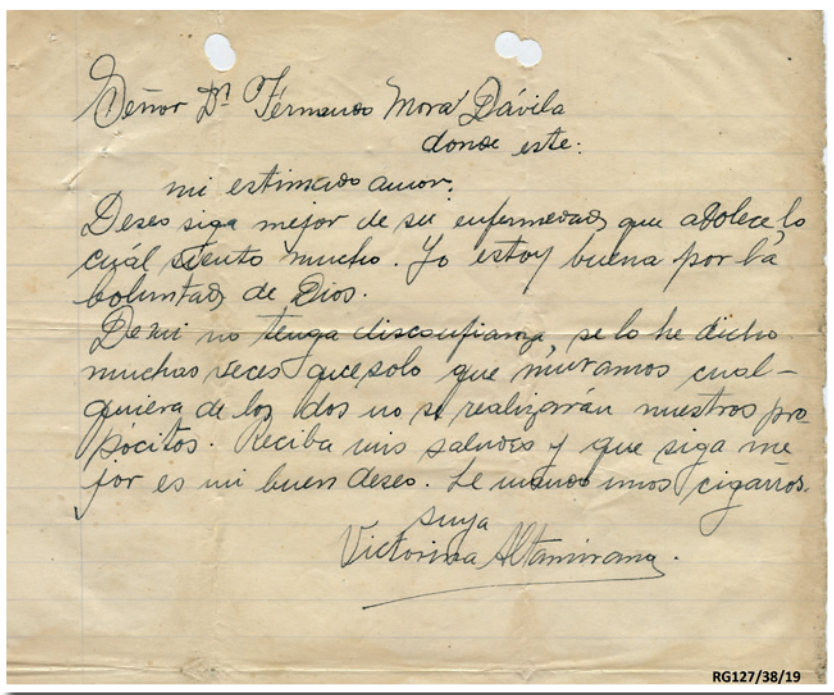 Señor Dn Fernando Mora Dávila
donde este:
mi estimado amor:
Deseo siga mejor de su enfermedad que adolece, lo
cuál siento mucho. Yo estoy buena por la
boluntad de Dios.
De mi no tenga disconfianza, se lo he dicho
muchas veces que solo que muramos cual-
quiera de los dos no se realizarán nuestros pro
pócitos. Reciba mis saludos y que siga me
jor es mi buen deseo. Le mando unos cigarros.
suya
Victorina Altamirano.
RG127/38/19